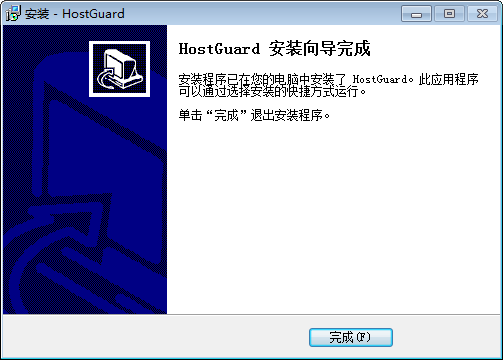 安装 - HostGuard
HostGuard 安装向导完成
安装程序已在您的电脑中安装了 HostGuard。此应用程序
可以通过选择安装的快捷方式运行。
单击“完成”退出安装程序。
完成(F)